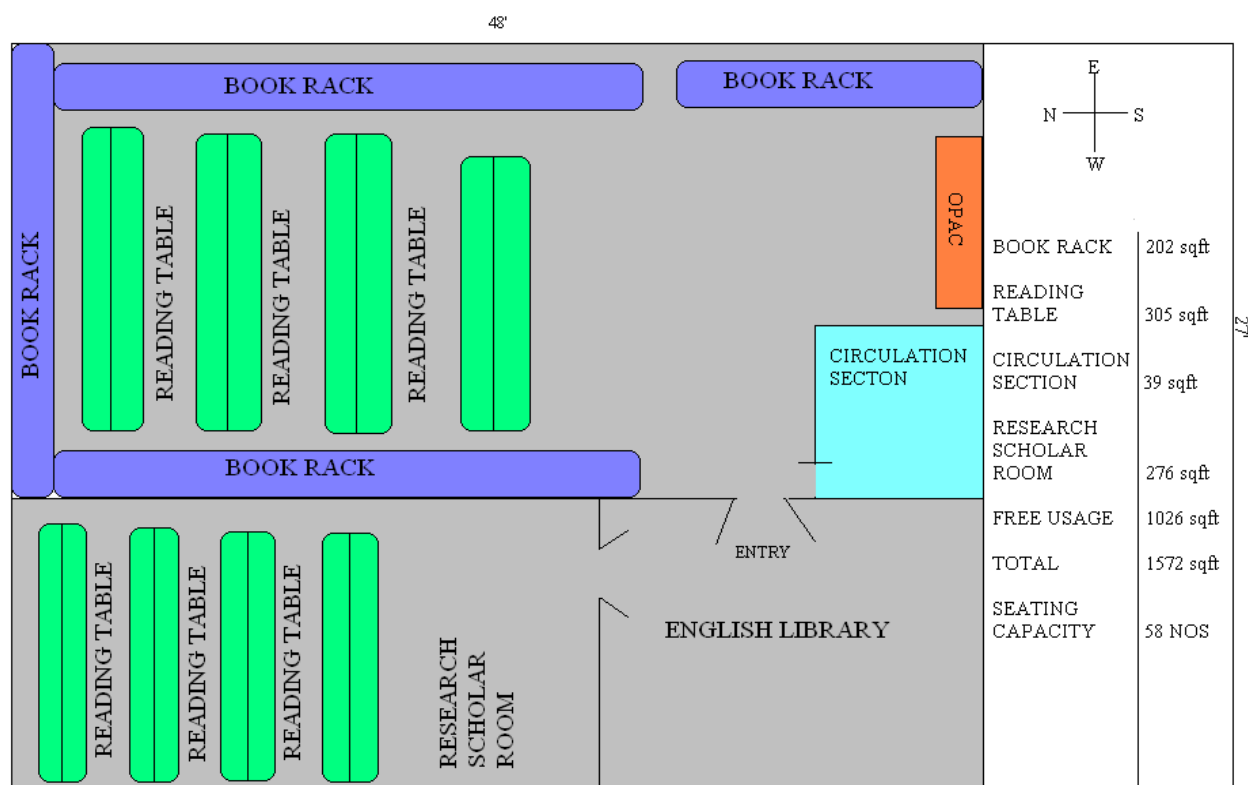 48'
BOOK RACK
BOOK RACK
E
N
S
W
BOOK RACK
READING TABLE
READING TABLE
READING TABLE
OPAC
27'
CIRCULATION
SECTON
BOOK RACK
ENTRY
ENGLISH LIBRARY
READING TABLE
READING TABLE
READING TABLE
RESEARCH
SCHOLAR
ROOM
BOOK RACK 202 sqft
READING
TABLE 305 sqft
CIRCULATION
SECTION 39 sqft
RESEARCH
SCHOLAR
ROOM 276 sqft
FREE USAGE 1026 sqft
TOTAL 1572 sqft
SEATING
CAPACITY 58 NOS